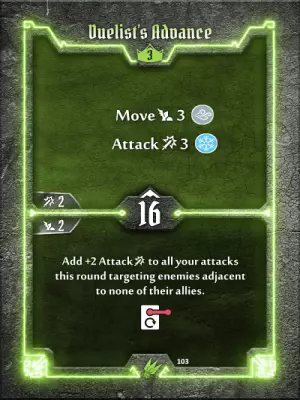 Duelist's Advance
3
Move 3
Attack 3
2
16
2
Add +2 Attack to all your attacks
this round targeting enemies adjacent
to none of their allies.
103